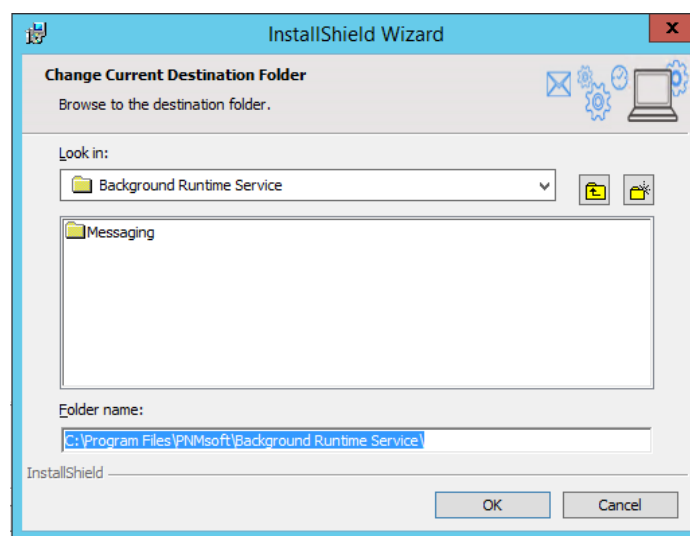 InstallShield Wizard
x
Change Current Destination Folder
Browse to the destination folder.
Look in:
Background Runtime Service
Messaging
Folder name:
C:\Program Files\PNMsoft\Background Runtime Service\
InstallShield
OK Cancel